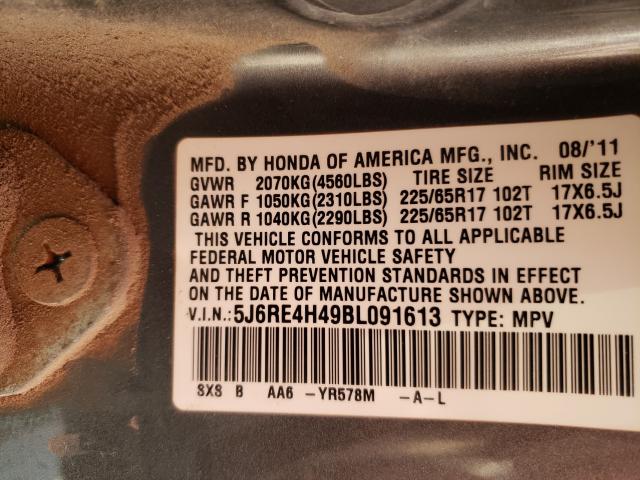 MFD. BY HONDA OF AMERICA MFG., INC. 08/'11
GVWR 2070KG(4560LBS) TIRE SIZE RIM SIZE
GAWR F 1050KG(2310LBS) 225/65R17 102T 17X6.5J
GAWR R 1040KG(2290LBS) 225/65R17 102T 17X6.5J
THIS VEHICLE CONFORMS TO ALL APPLICABLE
FEDERAL MOTOR VEHICLE SAFETY
AND THEFT PREVENTION STANDARDS IN EFFECT
ON THE DATE OF MANUFACTURE SHOWN ABOVE.
V.I.N.:5J6RE4H49BL091613 TYPE: MPV
SXS B AA6 -YR578M -A-L